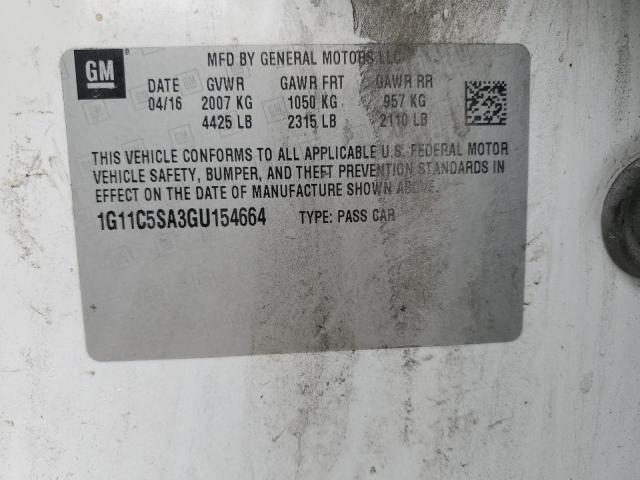 GM
MFD BY GENERAL MOTORS LLC
DATE GVWR GAWR FRT GAWR RR
04/16 2007 KG 1050 KG 957 KG
4425 LB 2315 LB 2110 LB
THIS VEHICLE CONFORMS TO ALL APPLICABLE U.S. FEDERAL MOTOR
VEHICLE SAFETY, BUMPER, AND THEFT PREVENTION STANDARDS IN
EFFECT ON THE DATE OF MANUFACTURE SHOWN ABOVE.
1G11C5SA3GU154664 TYPE: PASS CAR